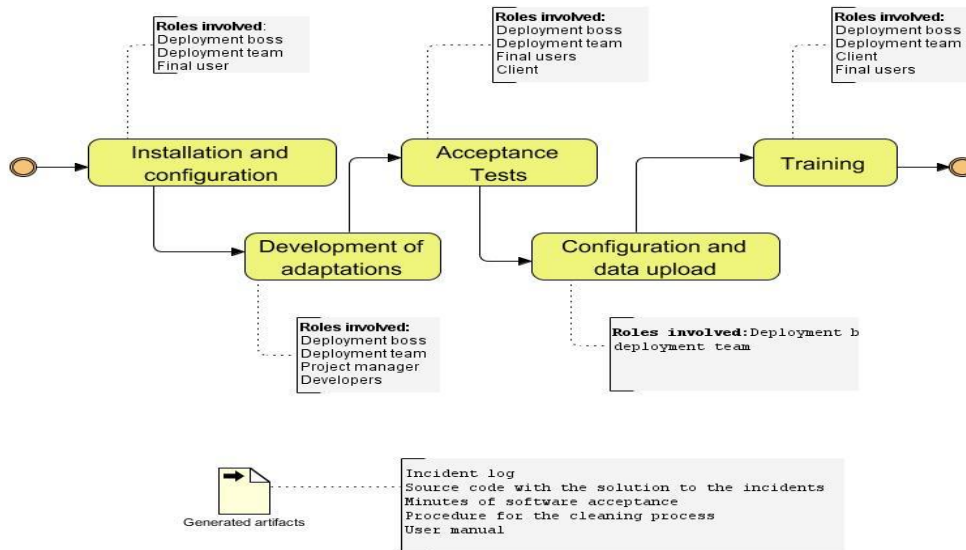 Roles involved:
Deployment boss
Deployment team
Final user
Roles involved:
Deployment boss
Deployment team
Final users
Client
Roles involved:
Deployment boss
Deployment team
Client
Final users
Installation and
configuration
Acceptance
Tests
Training
Development of
adaptations
Configuration and
data upload
Roles involved:
Deployment boss
Deployment team
Project manager
Developers
Roles involved:Deployment b
deployment team
Generated artifacts
Incident log
Source code with the solution to the incidents
Minutes of software acceptance
Procedure for the cleaning process
User manual